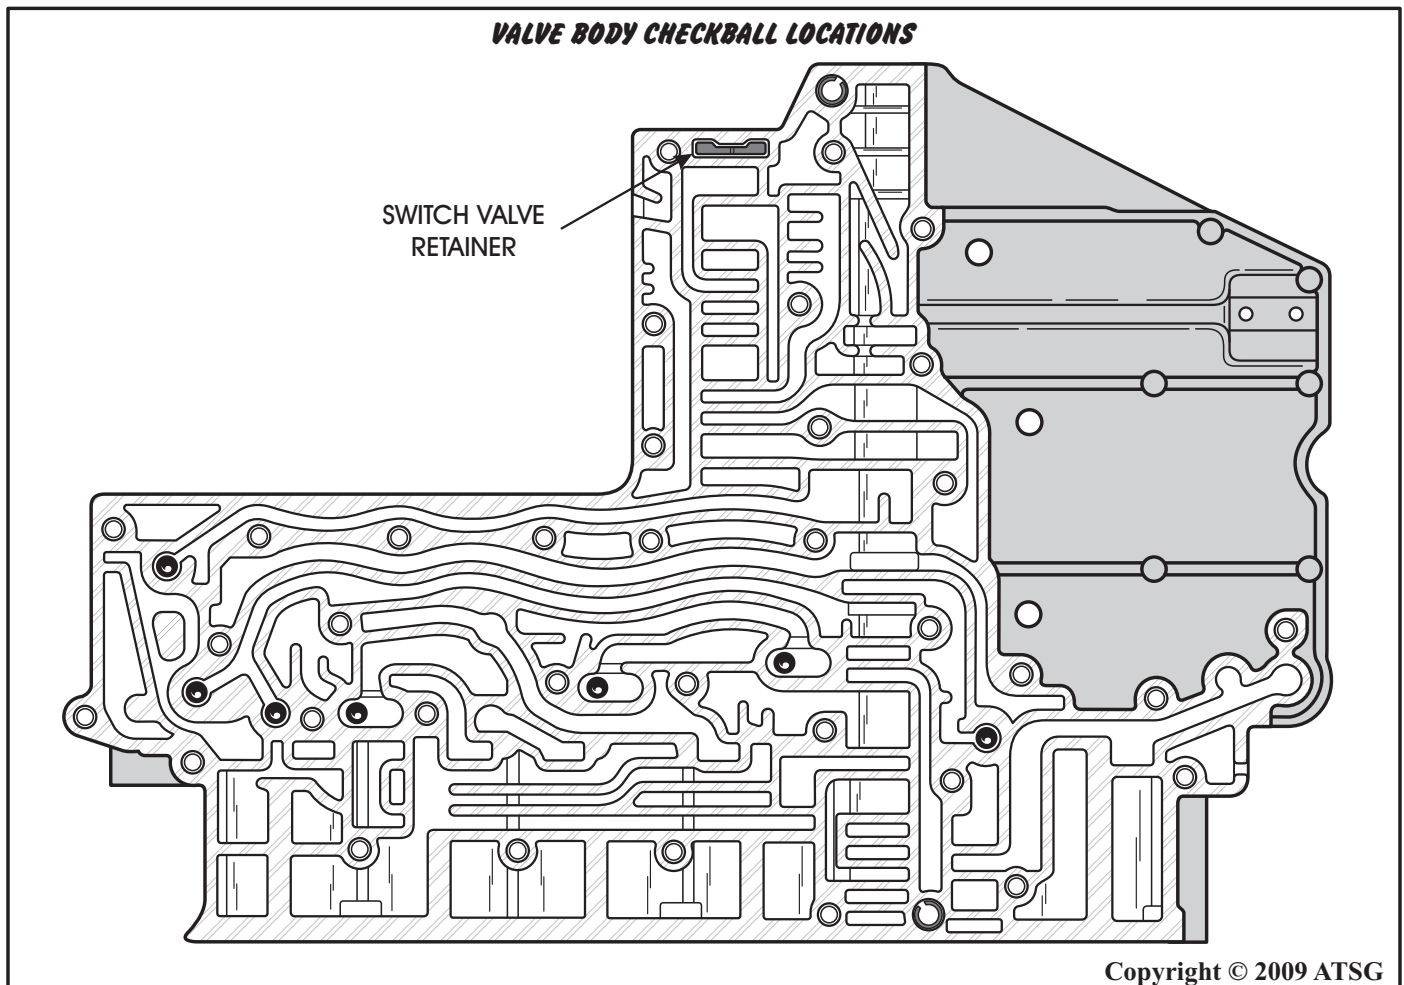 VALVE BODY CHECKBALL LOCATIONS
SWITCH VALVE
RETAINER
Copyright © 2009 ATSG